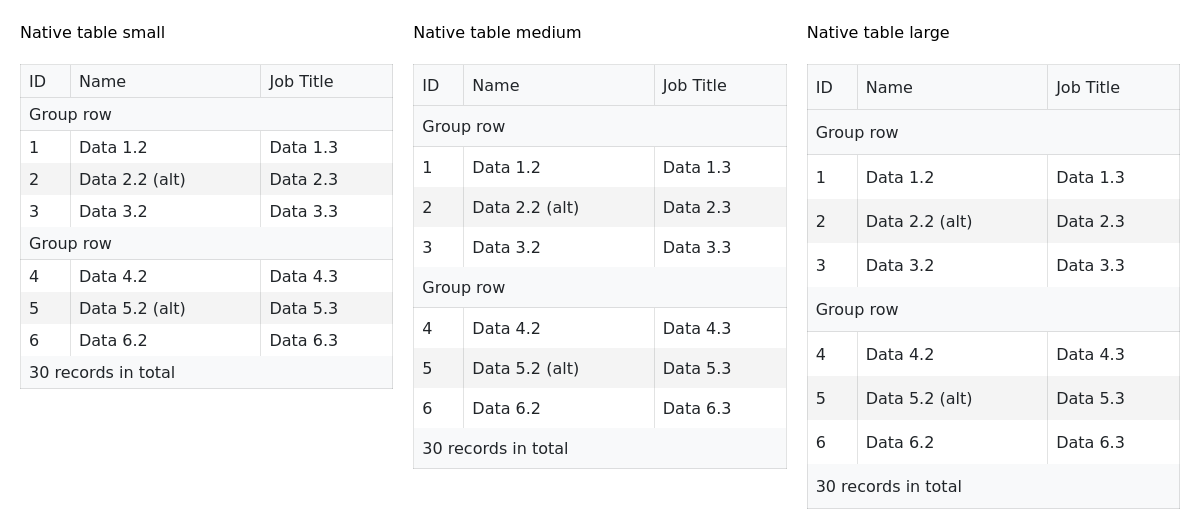 Native table small
ID Name Job Title
Group row
1 Data 1.2 Data 1.3
2 Data 2.2 (alt) Data 2.3
3 Data 3.2 Data 3.3
Group row
4 Data 4.2 Data 4.3
5 Data 5.2 (alt) Data 5.3
6 Data 6.2 Data 6.3
30 records in total
Native table medium
ID Name Job Title
Group row
1 Data 1.2 Data 1.3
2 Data 2.2 (alt) Data 2.3
3 Data 3.2 Data 3.3
Group row
4 Data 4.2 Data 4.3
5 Data 5.2 (alt) Data 5.3
6 Data 6.2 Data 6.3
30 records in total
Native table large
ID Name Job Title
Group row
1 Data 1.2 Data 1.3
2 Data 2.2 (alt) Data 2.3
3 Data 3.2 Data 3.3
Group row
4 Data 4.2 Data 4.3
5 Data 5.2 (alt) Data 5.3
6 Data 6.2 Data 6.3
30 records in total